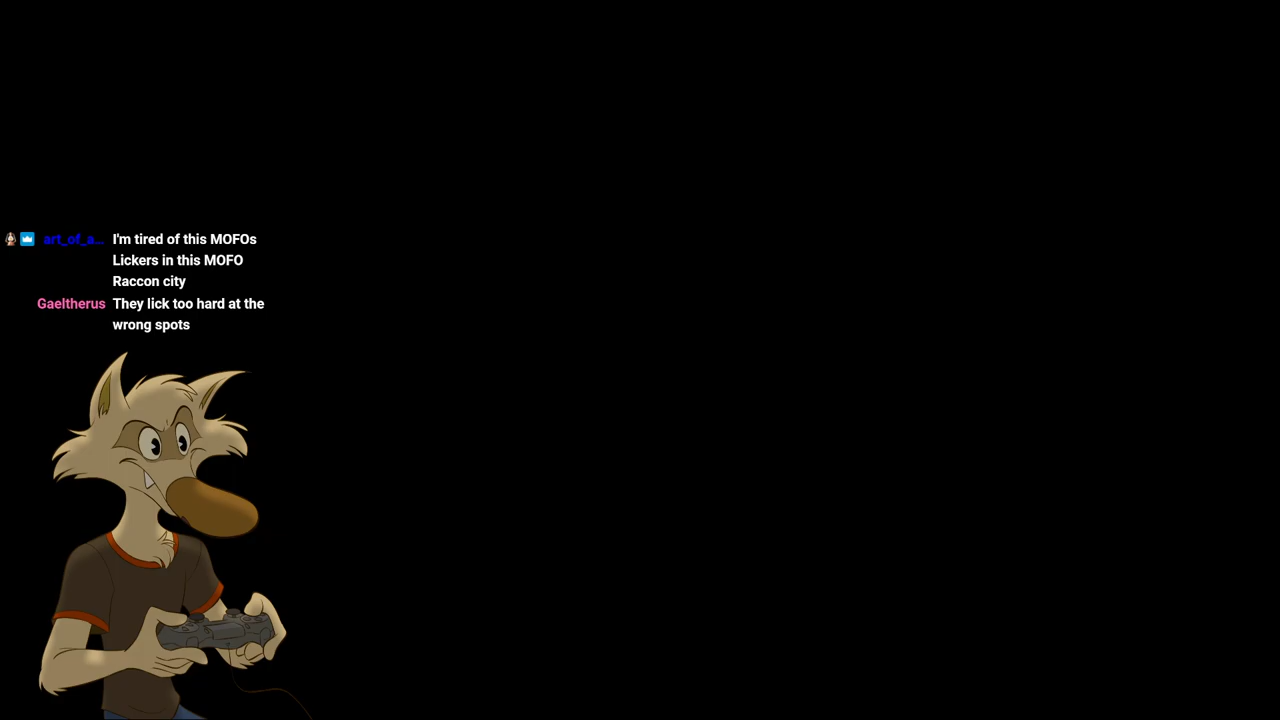 art_of_a... I'm tired of this MOFOs
Lickers in this MOFO
Raccon city
Gaeltherus They lick too hard at the
wrong spots